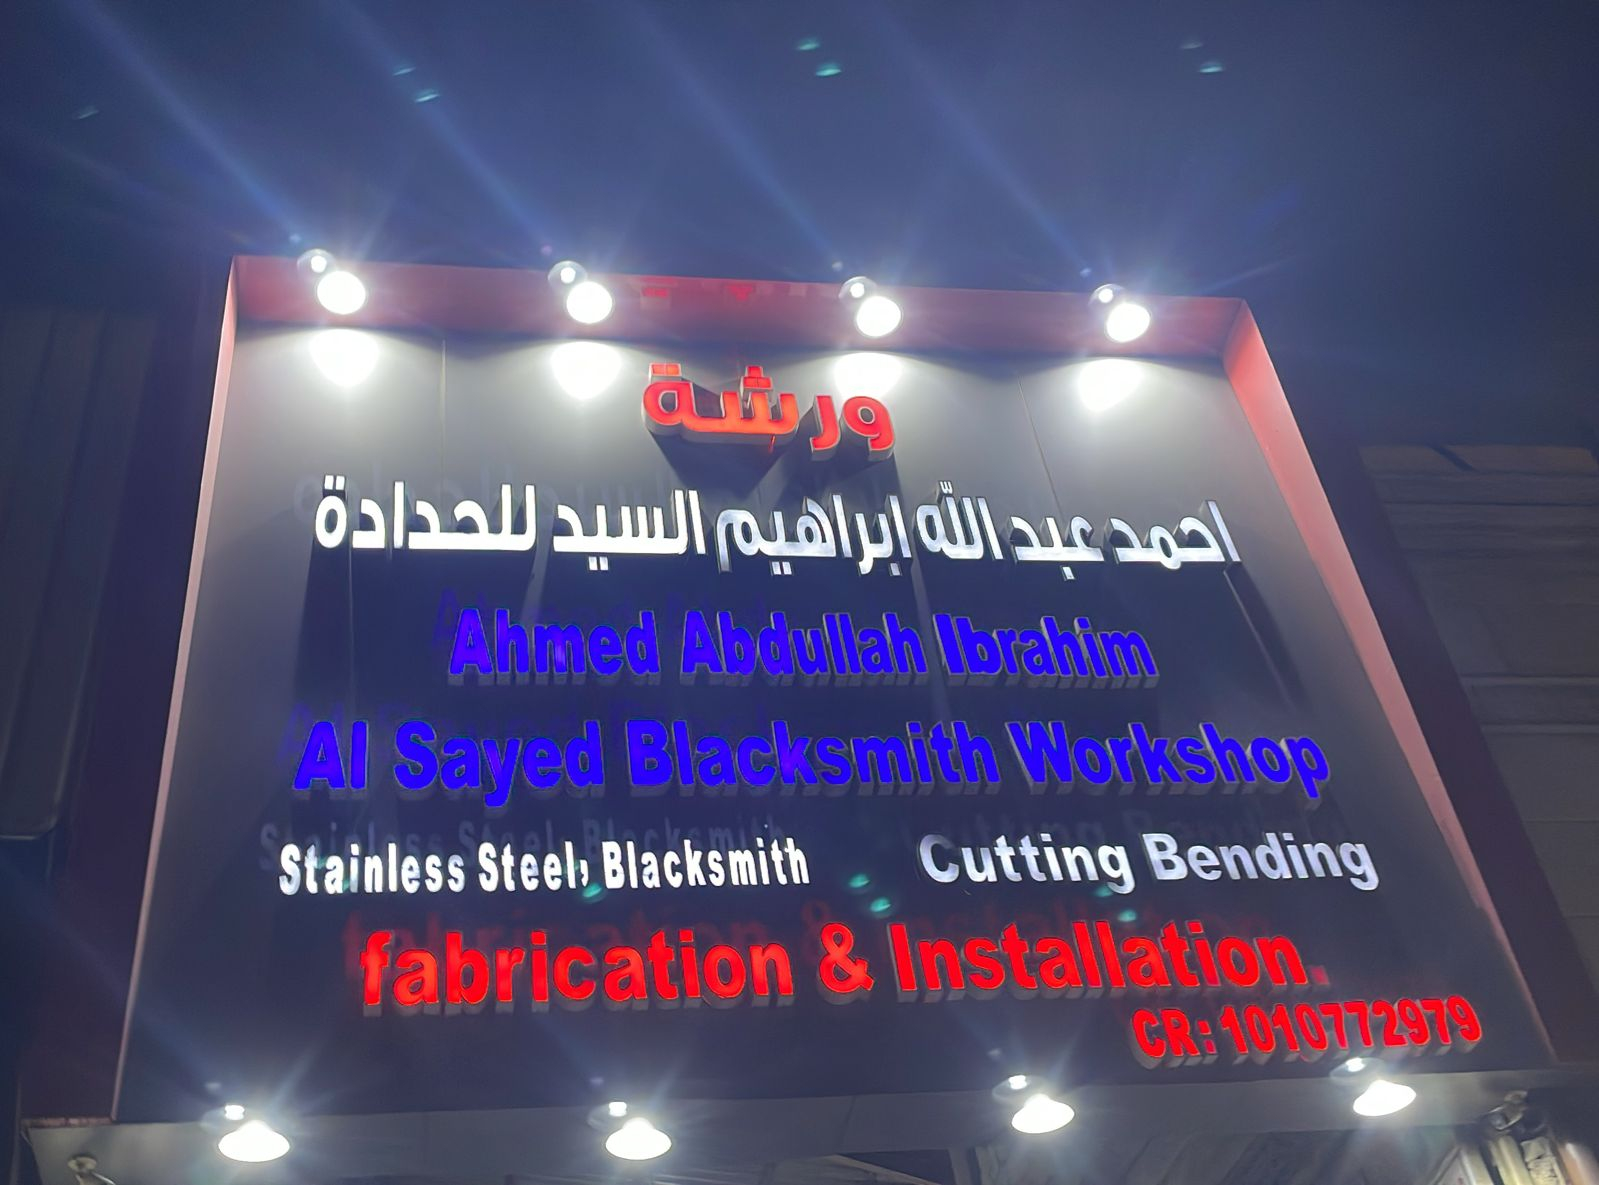 ورشة
احمد عبد الله ابراهيم السيد للحدادة
Ahmed Abdullah Ibrahim
Al Sayed Blacksmith Workshop
Stainless Steel, Blacksmith Cutting Bending
fabrication & Installation.
CR: 1010772979